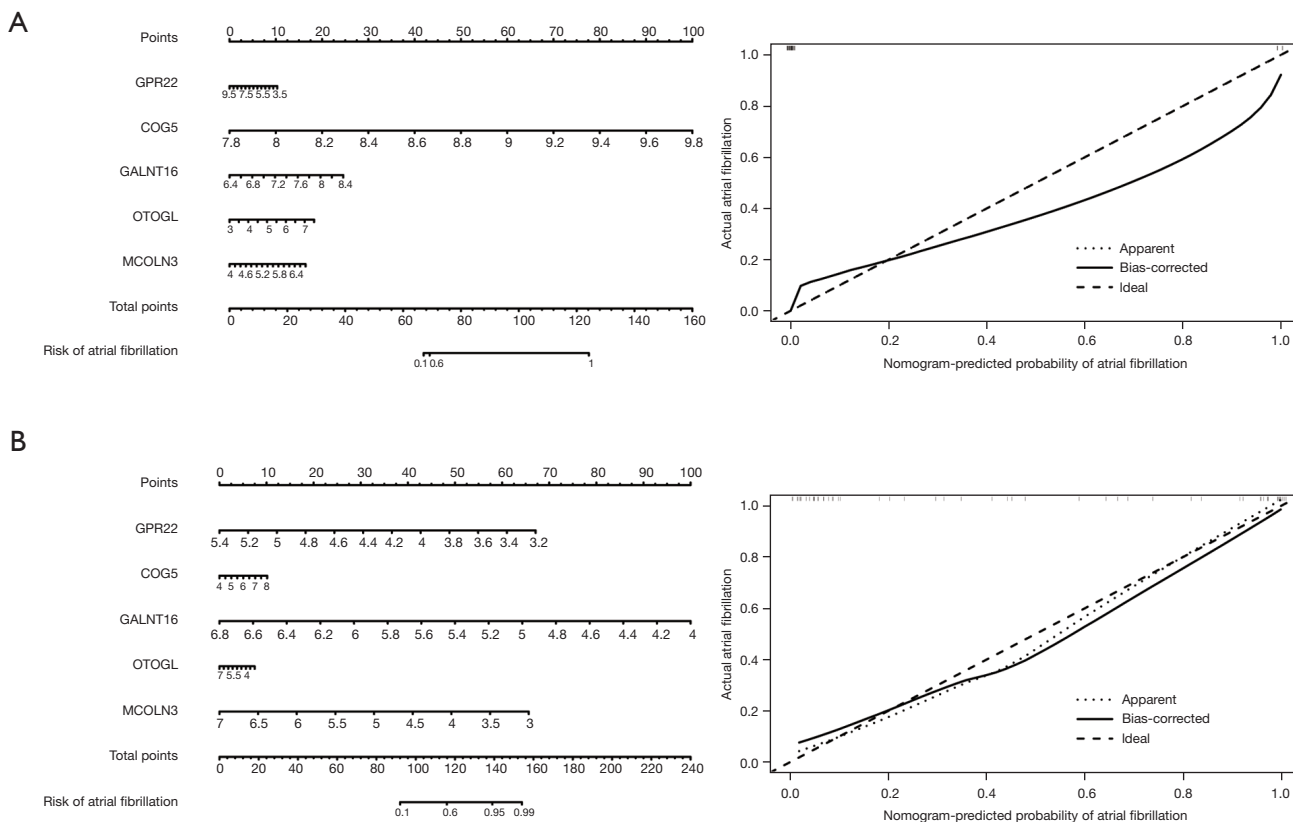 A
Points
0 10 20 30 40 50 60 70 80 90 100
GPR22
9.5 7.5 5.5 3.5
COG5
7.8 8 8.2 8.4 8.6 8.8 9 9.2 9.4 9.6 9.8
GALNT16
6.4 6.8 7.2 7.6 8 8.4
OTOGL
3 4 5 6 7
MCOLN3
4 4.6 5.2 5.8 6.4
Total points
0 20 40 60 80 100 120 140 160
Risk of atrial fibrillation
0.1 0.6 1
Actual atrial fibrillation
1.0
0.8
0.6
0.4
0.2
0.0
Apparent
Bias-corrected
Ideal
0.0 0.2 0.4 0.6 0.8 1.0
Nomogram-predicted probability of atrial fibrillation
B
Points
0 10 20 30 40 50 60 70 80 90 100
GPR22
5.4 5.2 5 4.8 4.6 4.4 4.2 4 3.8 3.6 3.4 3.2
COG5
4 5 6 7 8
GALNT16
6.8 6.6 6.4 6.2 6 5.8 5.6 5.4 5.2 5 4.8 4.6 4.4 4.2 4
OTOGL
7 5.5 4
MCOLN3
7 6.5 6 5.5 5 4.5 4 3.5 3
Total points
0 20 40 60 80 100 120 140 160 180 200 220 240
Risk of atrial fibrillation
0.1 0.6 0.95 0.99
Actual atrial fibrillation
1.0
0.8
0.6
0.4
0.2
0.0
Apparent
Bias-corrected
Ideal
0.0 0.2 0.4 0.6 0.8 1.0
Nomogram-predicted probability of atrial fibrillation